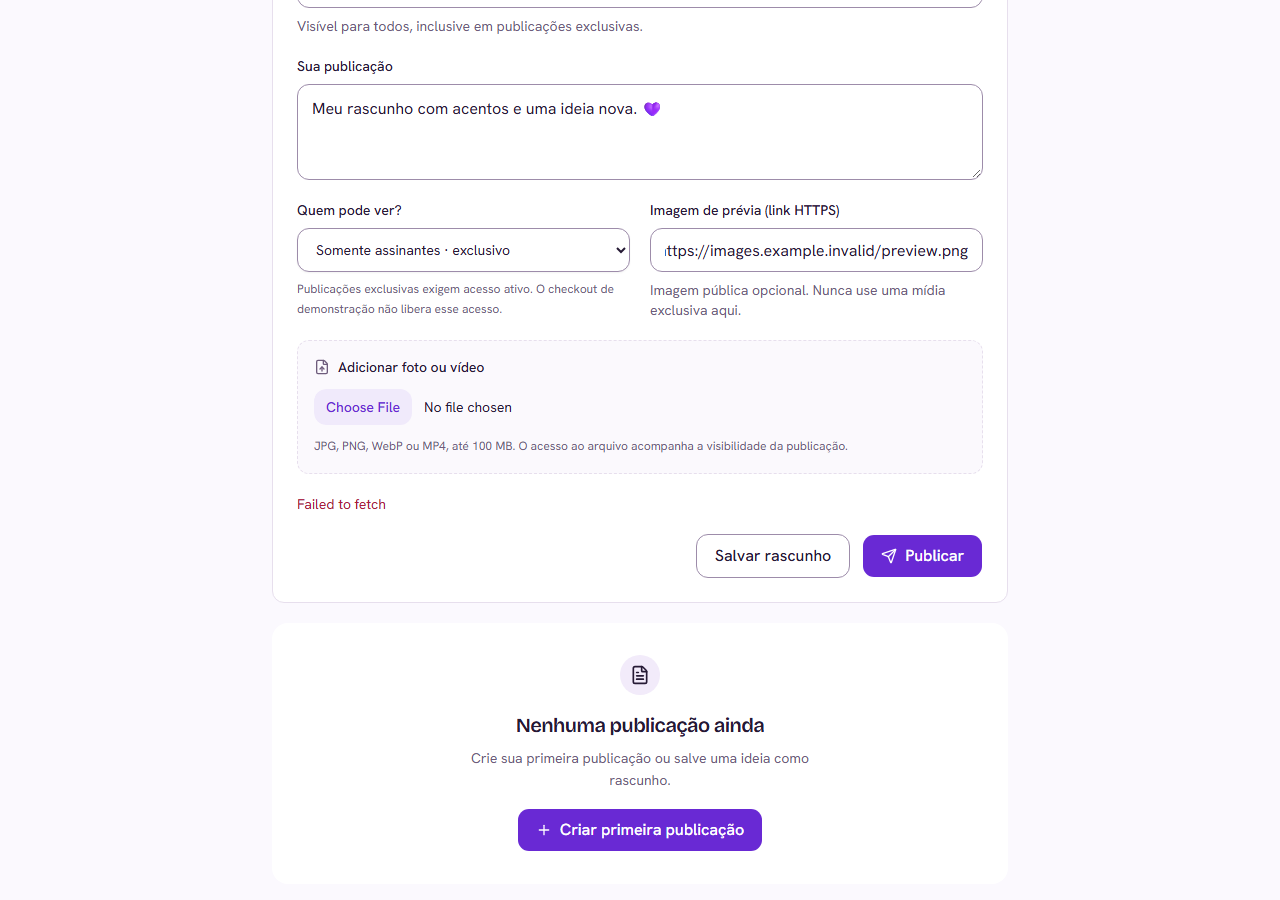 Visível para todos, inclusive em publicações exclusivas.
Sua publicação
Meu rascunho com acentos e uma ideia nova. 💜
Quem pode ver?
Somente assinantes · exclusivo
Publicações exclusivas exigem acesso ativo. O checkout de
demonstração não libera esse acesso.
Imagem de prévia (link HTTPS)
ttps://images.example.invalid/preview.png
Imagem pública opcional. Nunca use uma mídia
exclusiva aqui.
Adicionar foto ou vídeo
Choose File No file chosen
JPG, PNG, WebP ou MP4, até 100 MB. O acesso ao arquivo acompanha a visibilidade da publicação.
Failed to fetch
Salvar rascunho
Publicar
Nenhuma publicação ainda
Crie sua primeira publicação ou salve uma ideia como
rascunho.
Criar primeira publicação